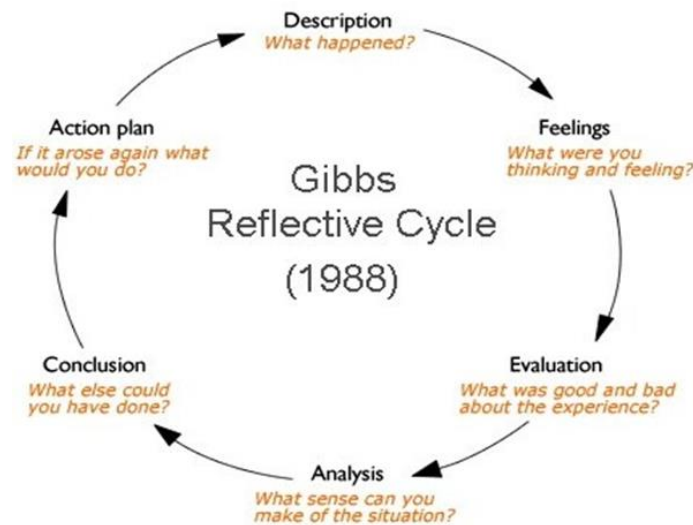 Description
What happened?
Feelings
What were you
thinking and feeling?
Evaluation
What was good and bad
about the experience?
Analysis
What sense can you
make of the situation?
Conclusion
What else could
you have done?
Action plan
If it arose again what
would you do?
Gibbs
Reflective Cycle
(1988)